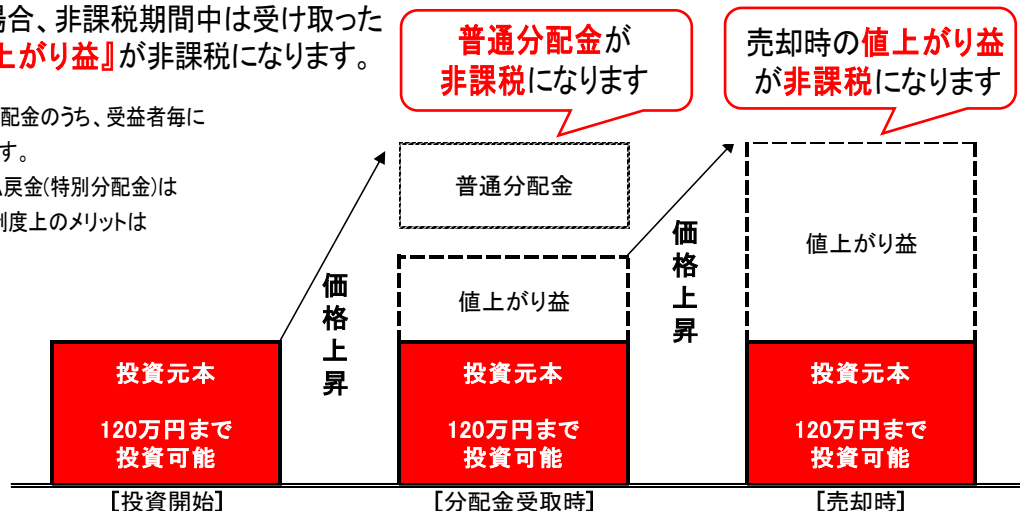 場合、非課税期間中は受け取った
上がり益』が非課税になります。
配金のうち、受益者毎に
す。
戻金(特別分配金)は
制度上のメリットは
普通分配金が
非課税になります
売却時の値上がり益
が非課税になります
普通分配金
値上がり益
値上がり益
価格上昇
価格上昇
投資元本
120万円まで
投資可能
投資元本
120万円まで
投資可能
投資元本
120万円まで
投資可能
[投資開始]
[分配金受取時]
[売却時]